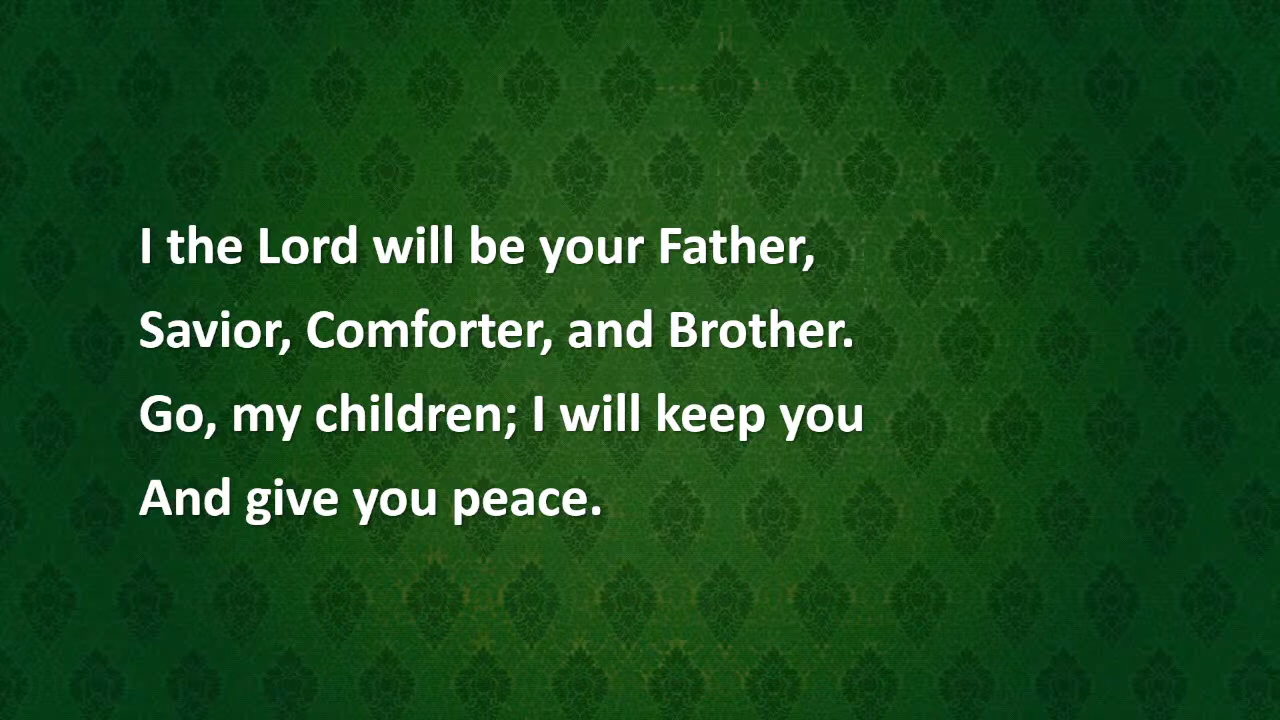 I the Lord will be your Father,
Savior, Comforter, and Brother.
Go, my children; I will keep you
And give you peace.